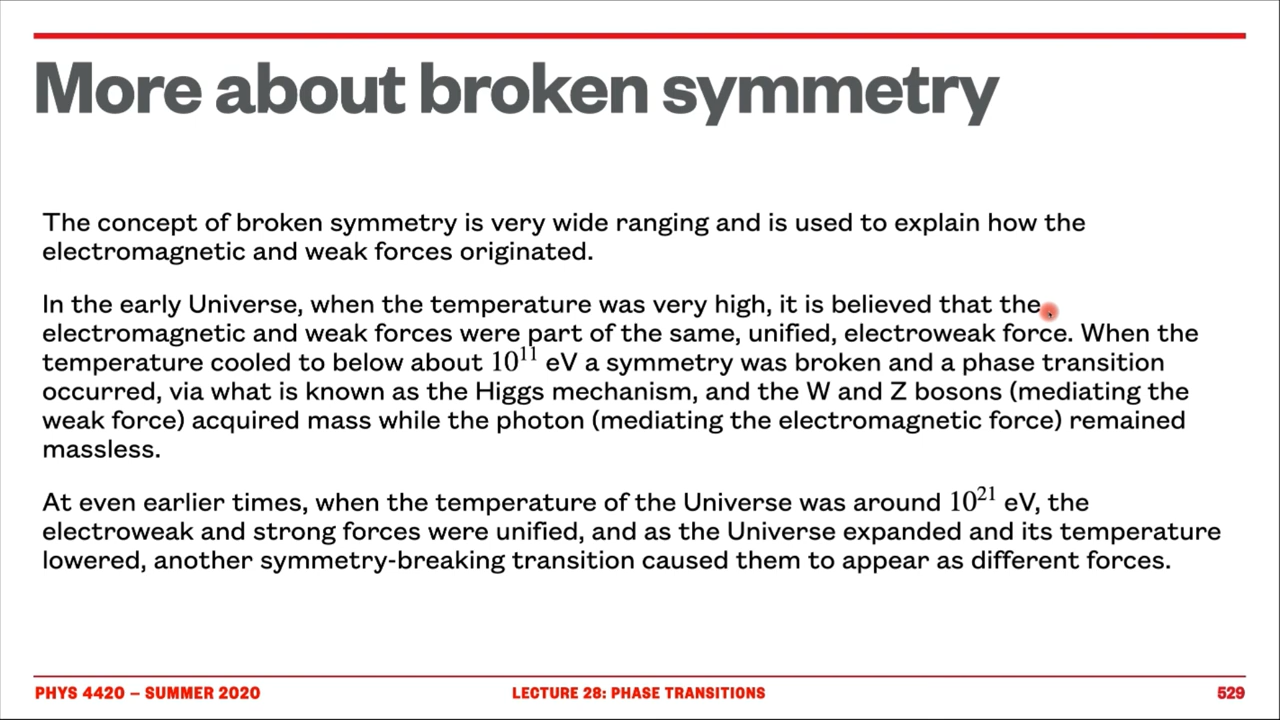 More about broken symmetry
The concept of broken symmetry is very wide ranging and is used to explain how the
electromagnetic and weak forces originated.
In the early Universe, when the temperature was very high, it is believed that the
electromagnetic and weak forces were part of the same, unified, electroweak force. When the
temperature cooled to below about 10¹¹ eV a symmetry was broken and a phase transition
occurred, via what is known as the Higgs mechanism, and the W and Z bosons (mediating the
weak force) acquired mass while the photon (mediating the electromagnetic force) remained
massless.
At even earlier times, when the temperature of the Universe was around 10²¹ eV, the
electroweak and strong forces were unified, and as the Universe expanded and its temperature
lowered, another symmetry-breaking transition caused them to appear as different forces.
PHYS 4420 – SUMMER 2020
LECTURE 28: PHASE TRANSITIONS
529